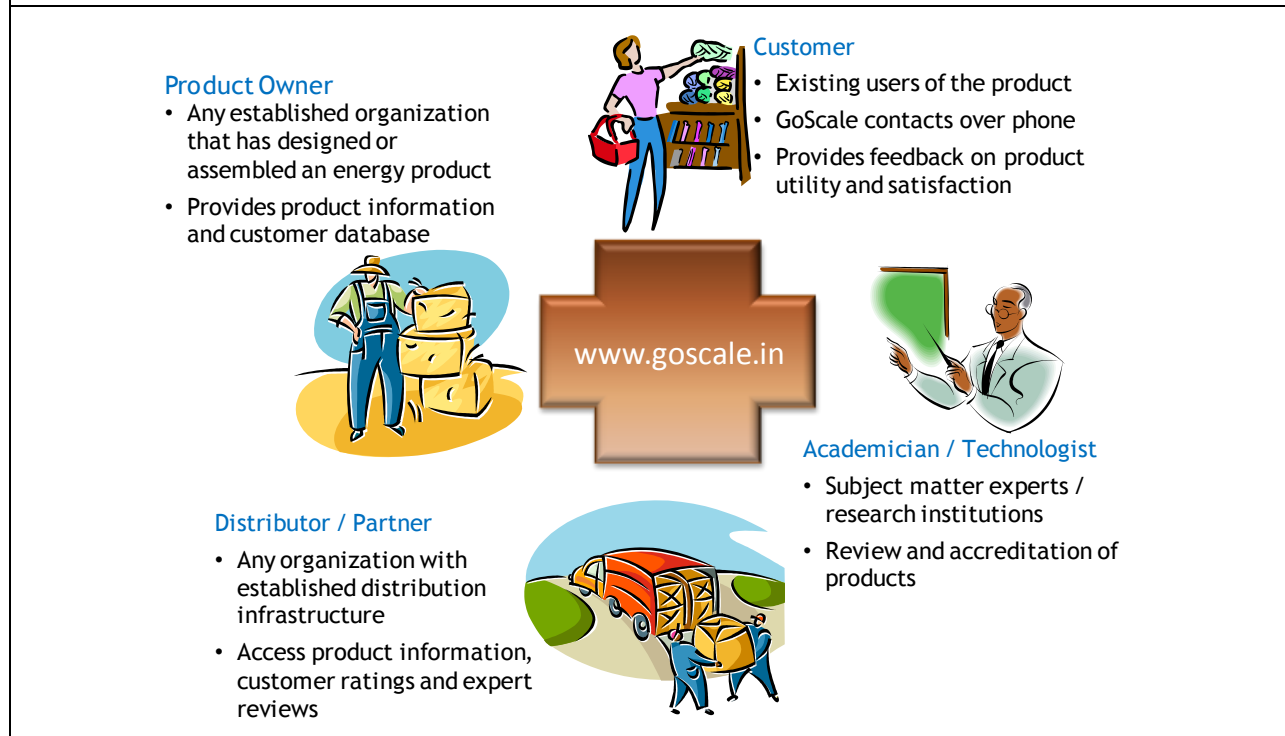 Product Owner
• Any established organization
that has designed or
assembled an energy product
• Provides product information
and customer database
Customer
• Existing users of the product
• GoScale contacts over phone
• Provides feedback on product
utility and satisfaction
www.goscale.in
Academician / Technologist
• Subject matter experts /
research institutions
• Review and accreditation of
products
Distributor / Partner
• Any organization with
established distribution
infrastructure
• Access product information,
customer ratings and expert
reviews